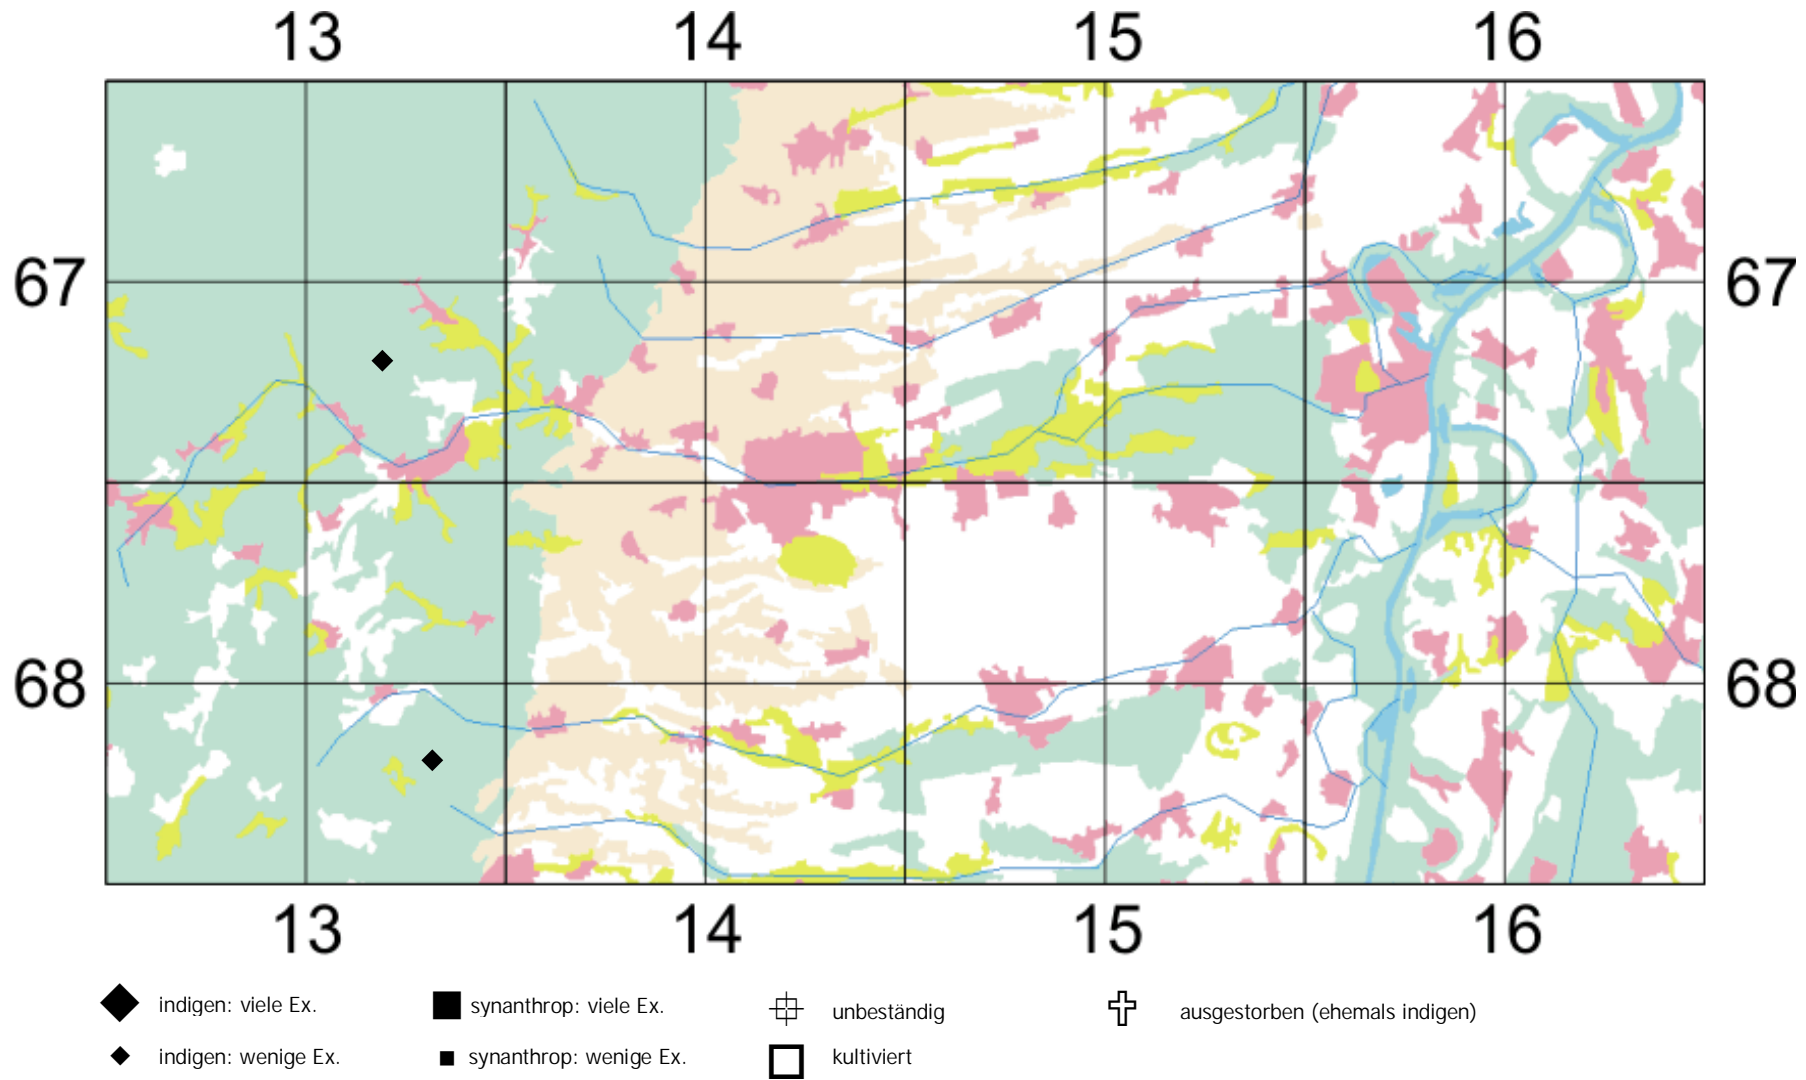 13 14 15 16
67 67
68 68
13 14 15 16
indigen: viele Ex. synanthrop: viele Ex. unbeständig ausgestorben (ehemals indigen)
indigen: wenige Ex. synanthrop: wenige Ex. kultiviert